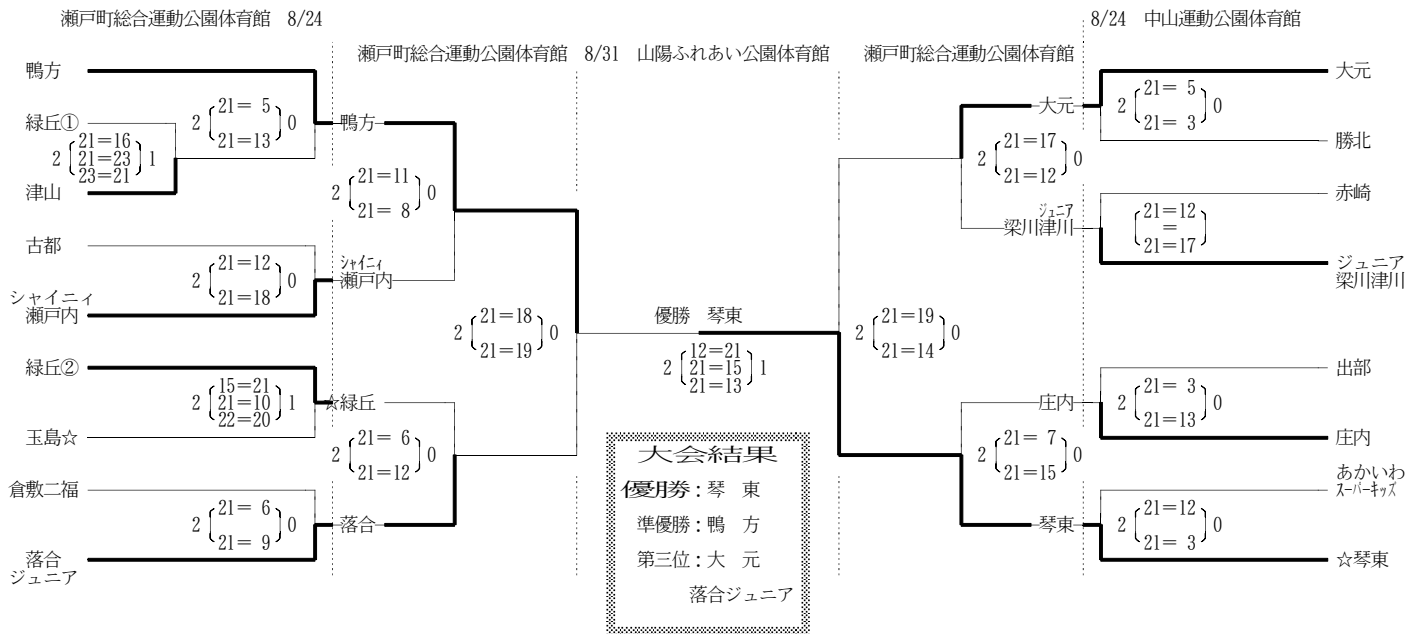 瀬戸町総合運動公園体育館 8/24
8/24 中山運動公園体育館
瀬戸町総合運動公園体育館 8/31 山陽ふれあい公園体育館 瀬戸町総合運動公園体育館
鴨方
緑丘①
津山
古都
シャイニィ
瀬戸内
緑丘②
玉島☆
倉敷二福
落合
ジュニア
2 21＝16 1
21＝23
23＝21
2 21＝ 5 0
21＝13
2 21＝12 0
21＝18
2 15＝21 1
21＝10
22＝20
2 21＝ 6 0
21＝ 9
鴨方
シャイニィ
瀬戸内
☆緑丘
落合
2 21＝11 0
21＝ 8
2 21＝ 6 0
21＝12
2 21＝18 0
21＝19
優勝 琴東
2 12＝21 1
21＝15
21＝13
大会結果
優勝：琴 東
準優勝：鴨 方
第三位：大 元
落合ジュニア
2 21＝19 0
21＝14
2 21＝17 0
21＝12
2 21＝ 7 0
21＝15
大元
ジュニア
梁川津川
庄内
琴東
2 21＝ 5 0
21＝ 3
21＝12
＝
21＝17
2 21＝ 3 0
21＝13
2 21＝12 0
21＝ 3
大元
勝北
赤崎
ジュニア
梁川津川
出部
庄内
あかいわ
スーパーキッズ
☆琴東